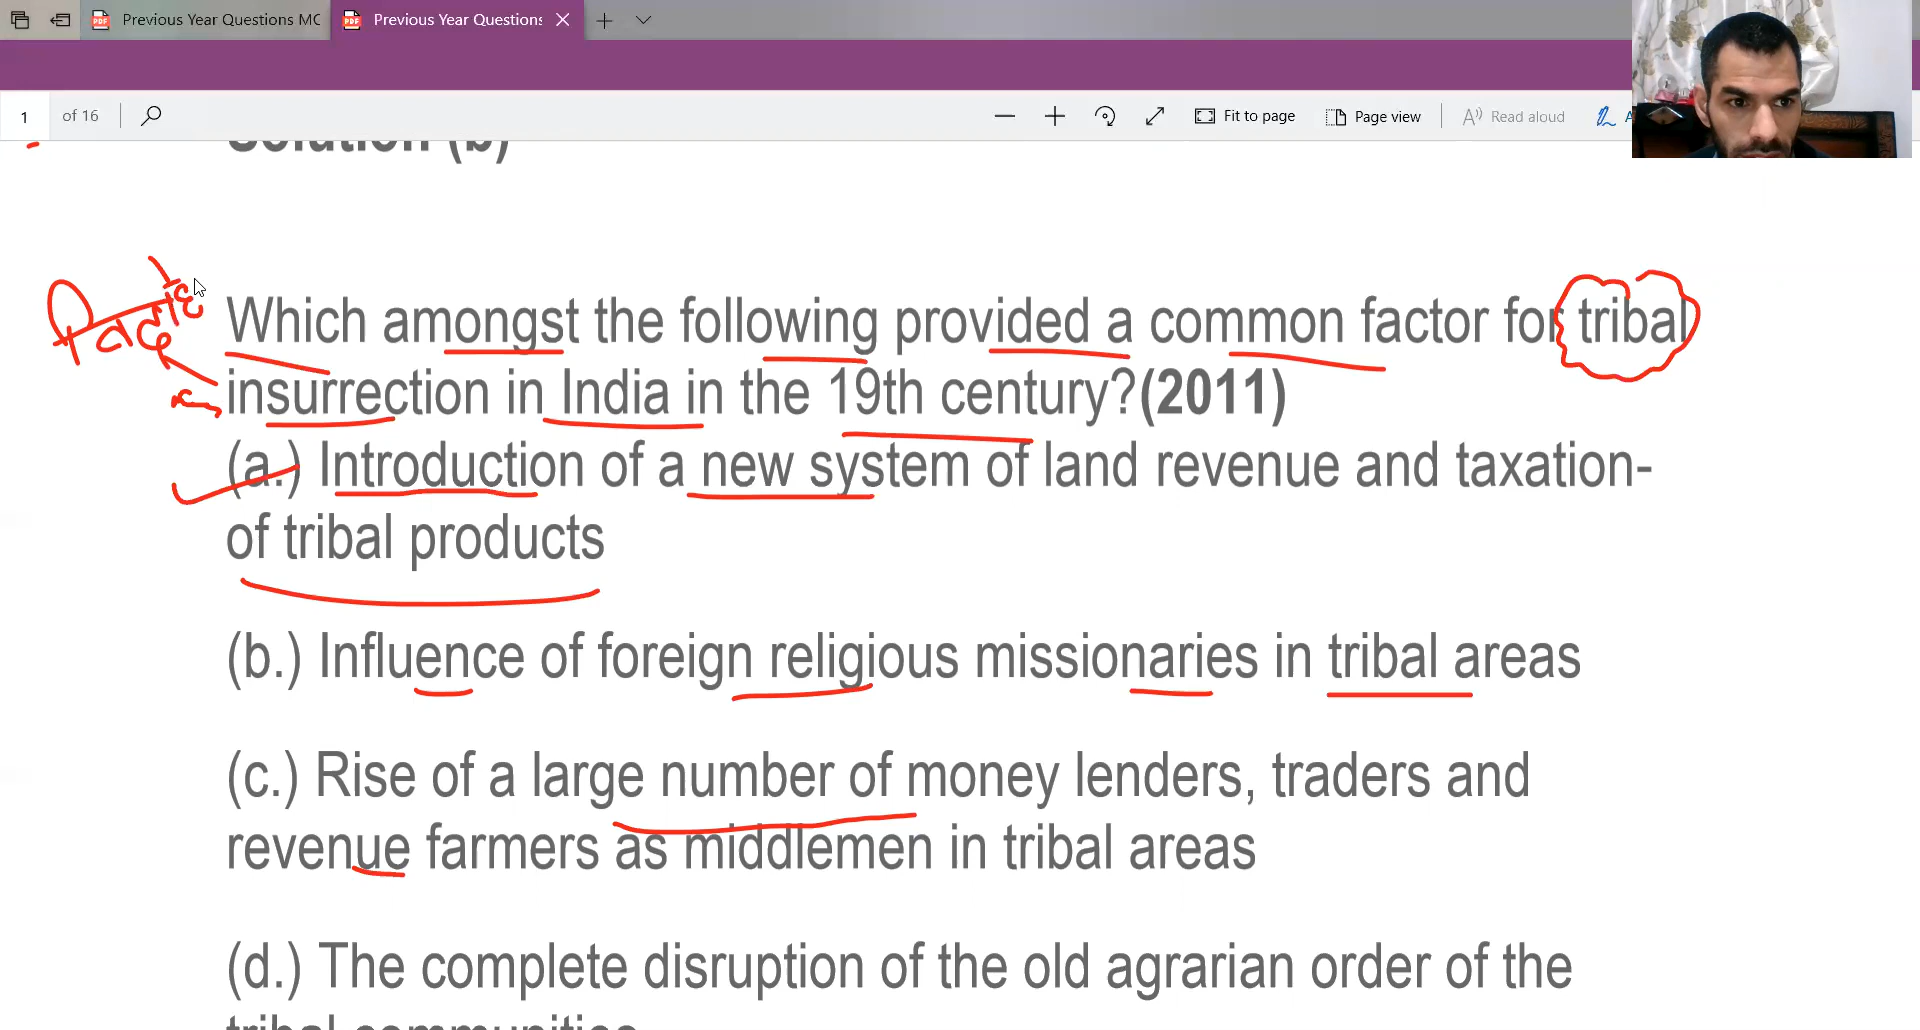 Previous Year Questions MC
Previous Year Questions
1 of 16
Fit to page
Page view
Read aloud
Solution (b)
Which amongst the following provided a common factor for tribal
insurrection in India in the 19th century?(2011)
(a.) Introduction of a new system of land revenue and taxation-
of tribal products
(b.) Influence of foreign religious missionaries in tribal areas
(c.) Rise of a large number of money lenders, traders and
revenue farmers as middlemen in tribal areas
(d.) The complete disruption of the old agrarian order of the
tribal communities